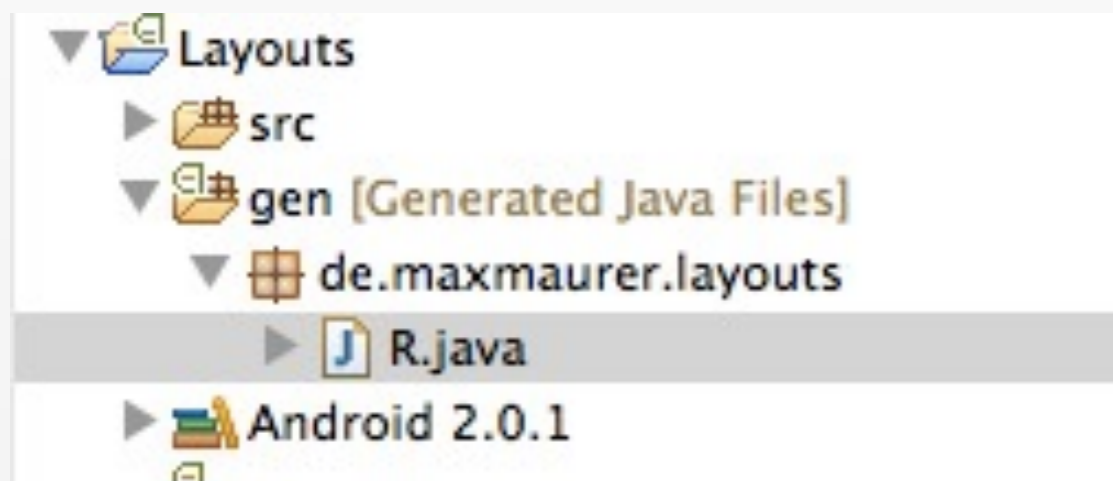 Layouts
src
gen [Generated Java Files]
de.maxmaurer.layouts
R.java
Android 2.0.1